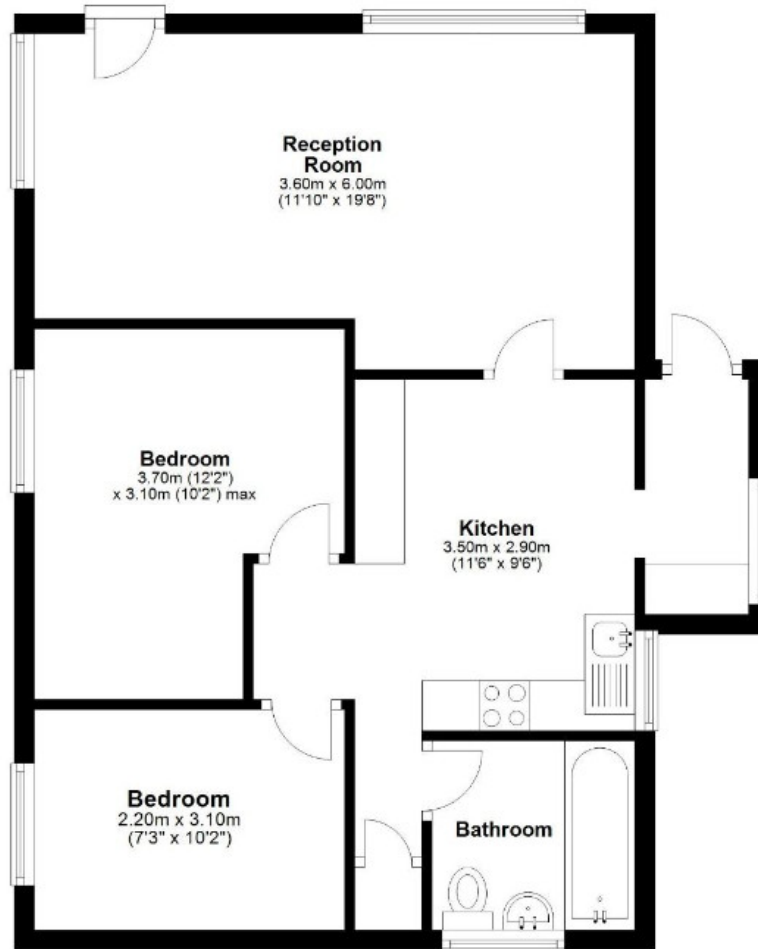 Reception
Room
3.60m x 6.00m
(11'10" x 19'8")
Bedroom
3.70m (12'2")
x 3.10m (10'2") max
Kitchen
3.50m x 2.90m
(11'6" x 9'6")
Bedroom
2.20m x 3.10m
(7'3" x 10'2")
Bathroom